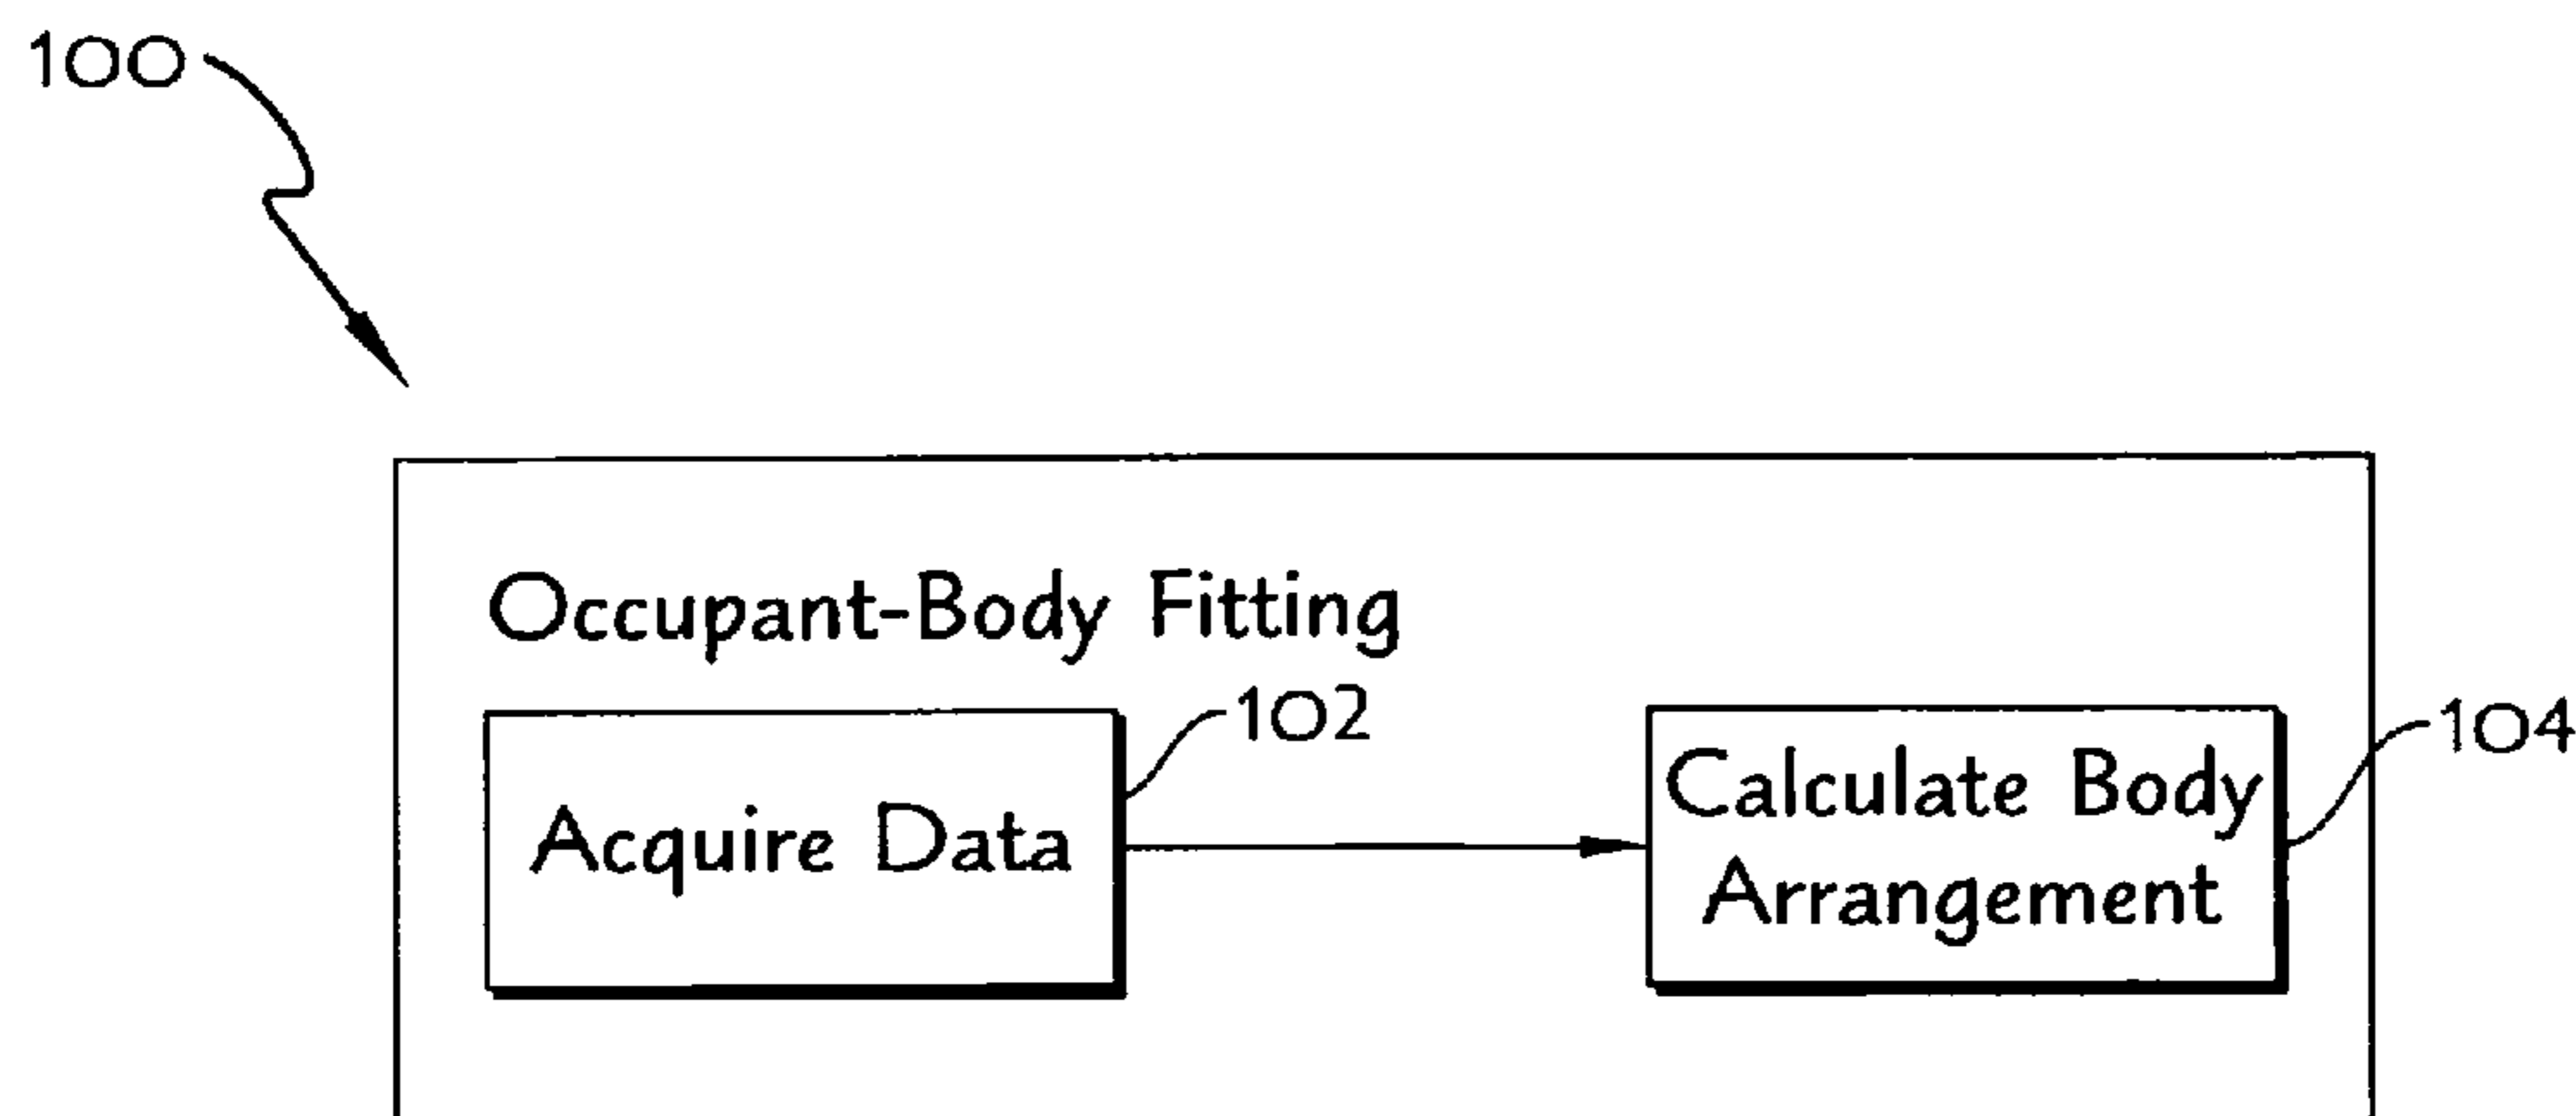 100
Occupant-Body Fitting
102
104
Acquire Data
Calculate Body
Arrangement